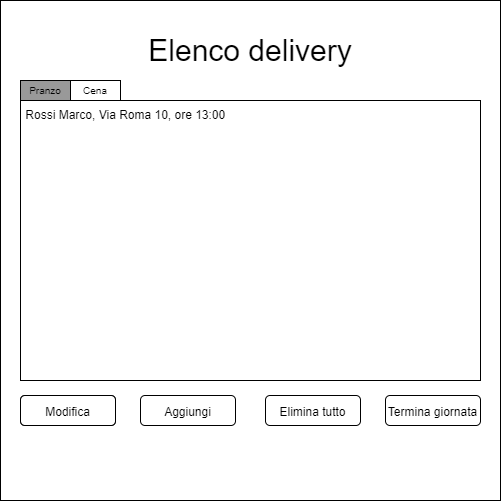 Elenco delivery
Pranzo Cena
Rossi Marco, Via Roma 10, ore 13:00
Modifica Aggiungi Elimina tutto Termina giornata